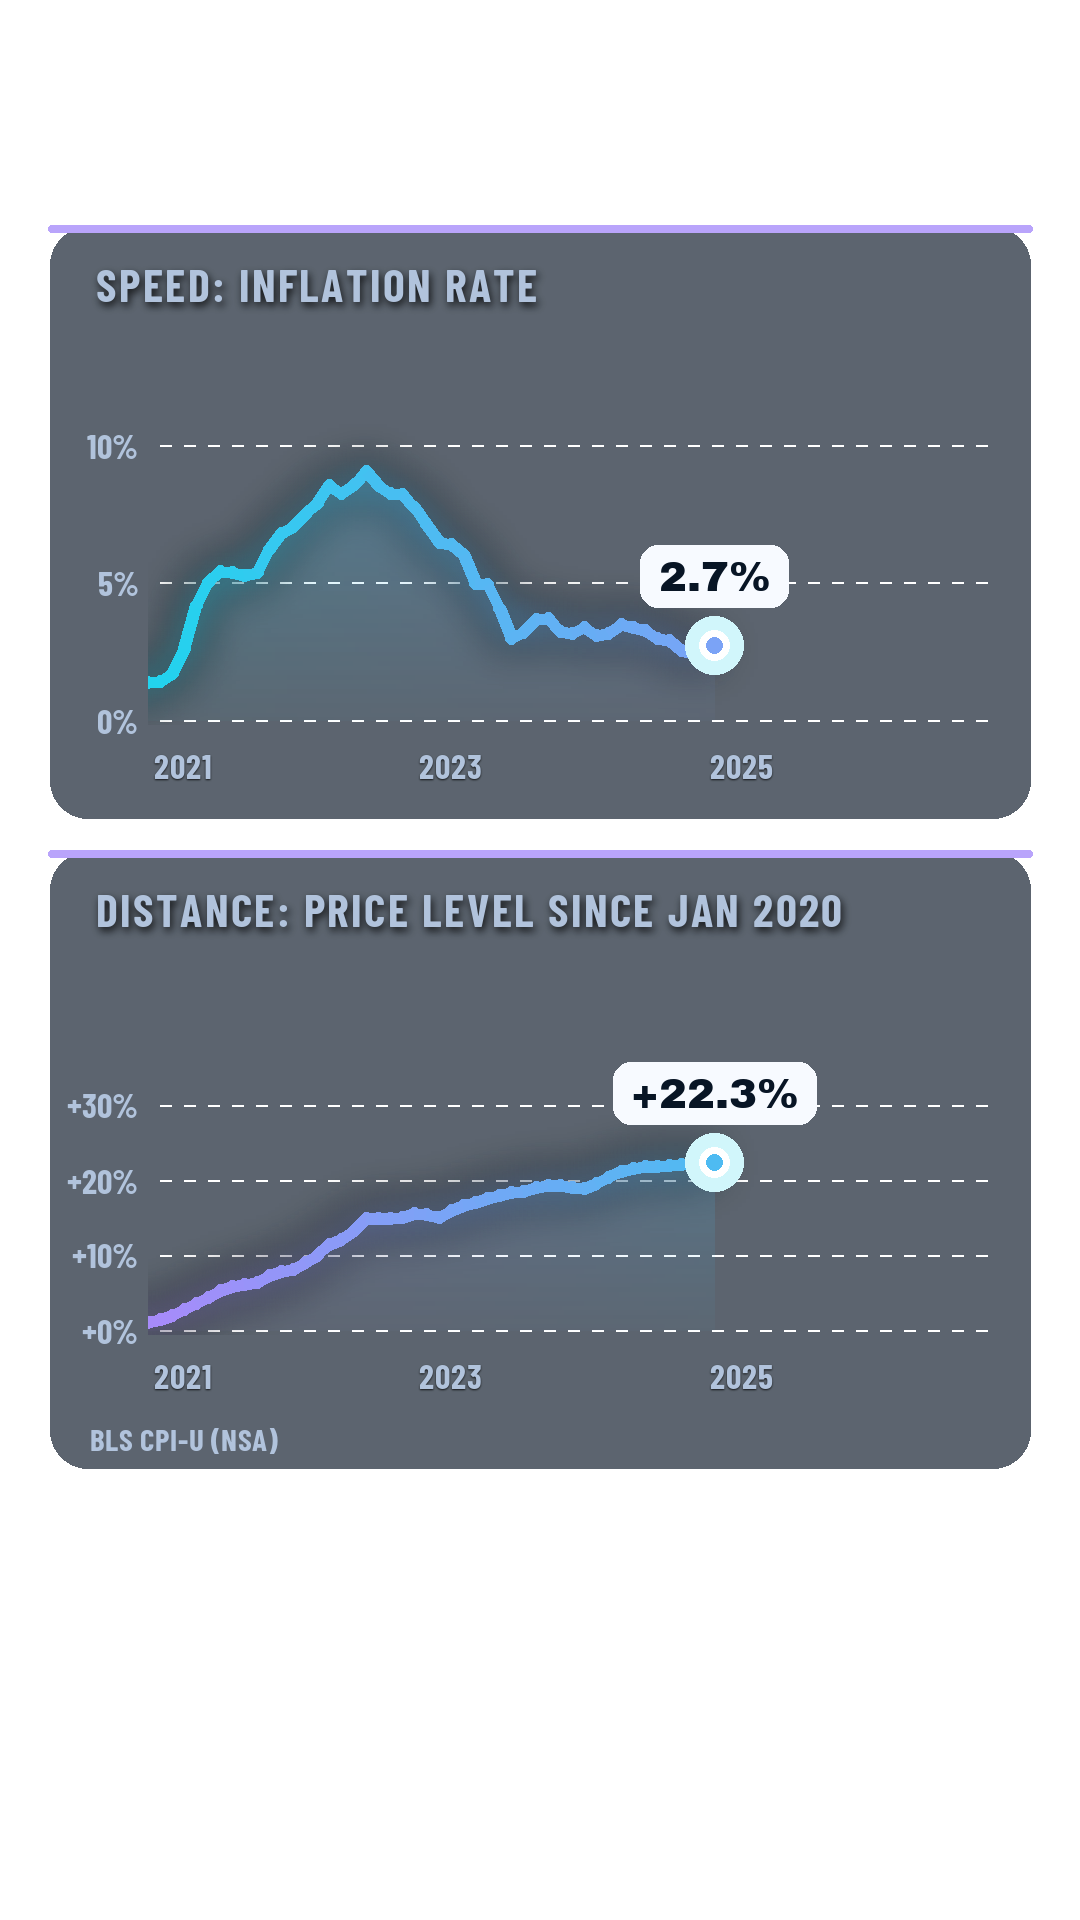 SPEED: INFLATION RATE
10%
5%
2.7%
0%
2021 2023 2025
DISTANCE: PRICE LEVEL SINCE JAN 2020
+22.3%
+30%
+20%
+10%
+0%
2021 2023 2025
BLS CPI-U (NSA)